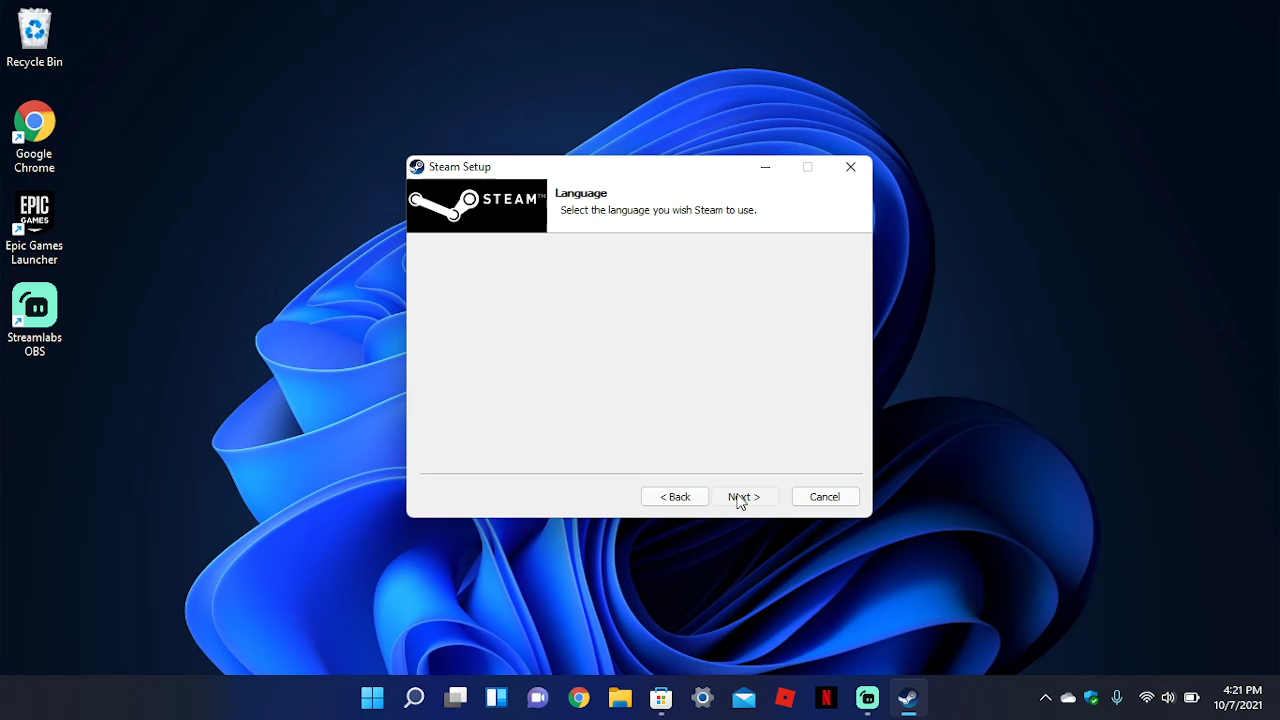 Recycle Bin
Google
Chrome
EPIC
GAMES
Epic Games
Launcher
Streamlabs
OBS
Steam Setup
STEAM™
Language
Select the language you wish Steam to use.
< Back
Next >
Cancel
N
4:21 PM
10/7/2021